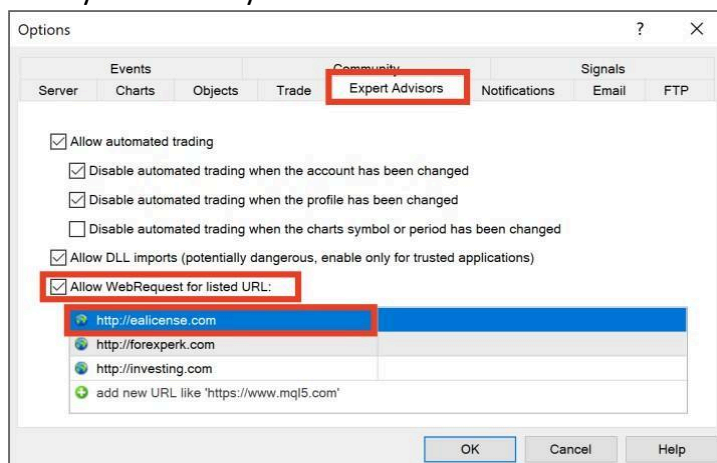 Options ? X
Events Community Signals
Server Charts Objects Trade Expert Advisors Notifications Email FTP
Allow automated trading
Disable automated trading when the account has been changed
Disable automated trading when the profile has been changed
Disable automated trading when the charts symbol or period has been changed
Allow DLL imports (potentially dangerous, enable only for trusted applications)
Allow WebRequest for listed URL:
http://ealicense.com
http://forexperk.com
http://investing.com
add new URL like 'https://www.mql5.com'
OK Cancel Help